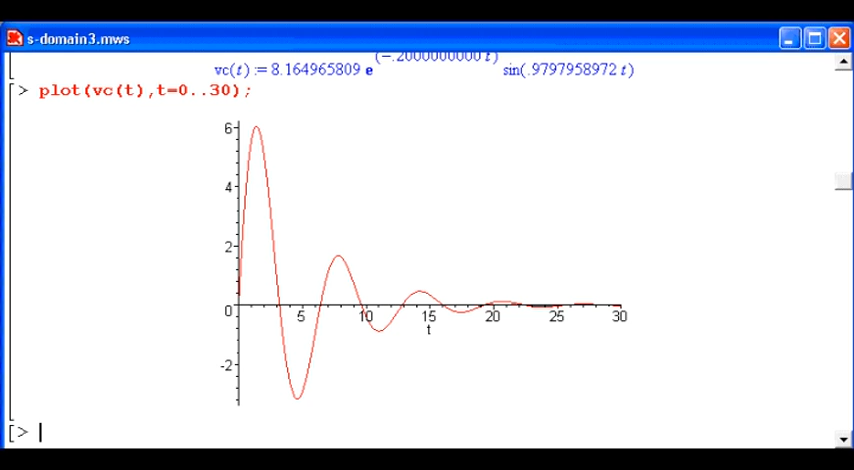 s-domain3.mws
(−.2000000000 t)
vc(t) := 8.164965809 e sin(.9797958972 t)
[> plot(vc(t),t=0..30);
6
4
2
0 5 10 15 20 25 30
t
-2
[>